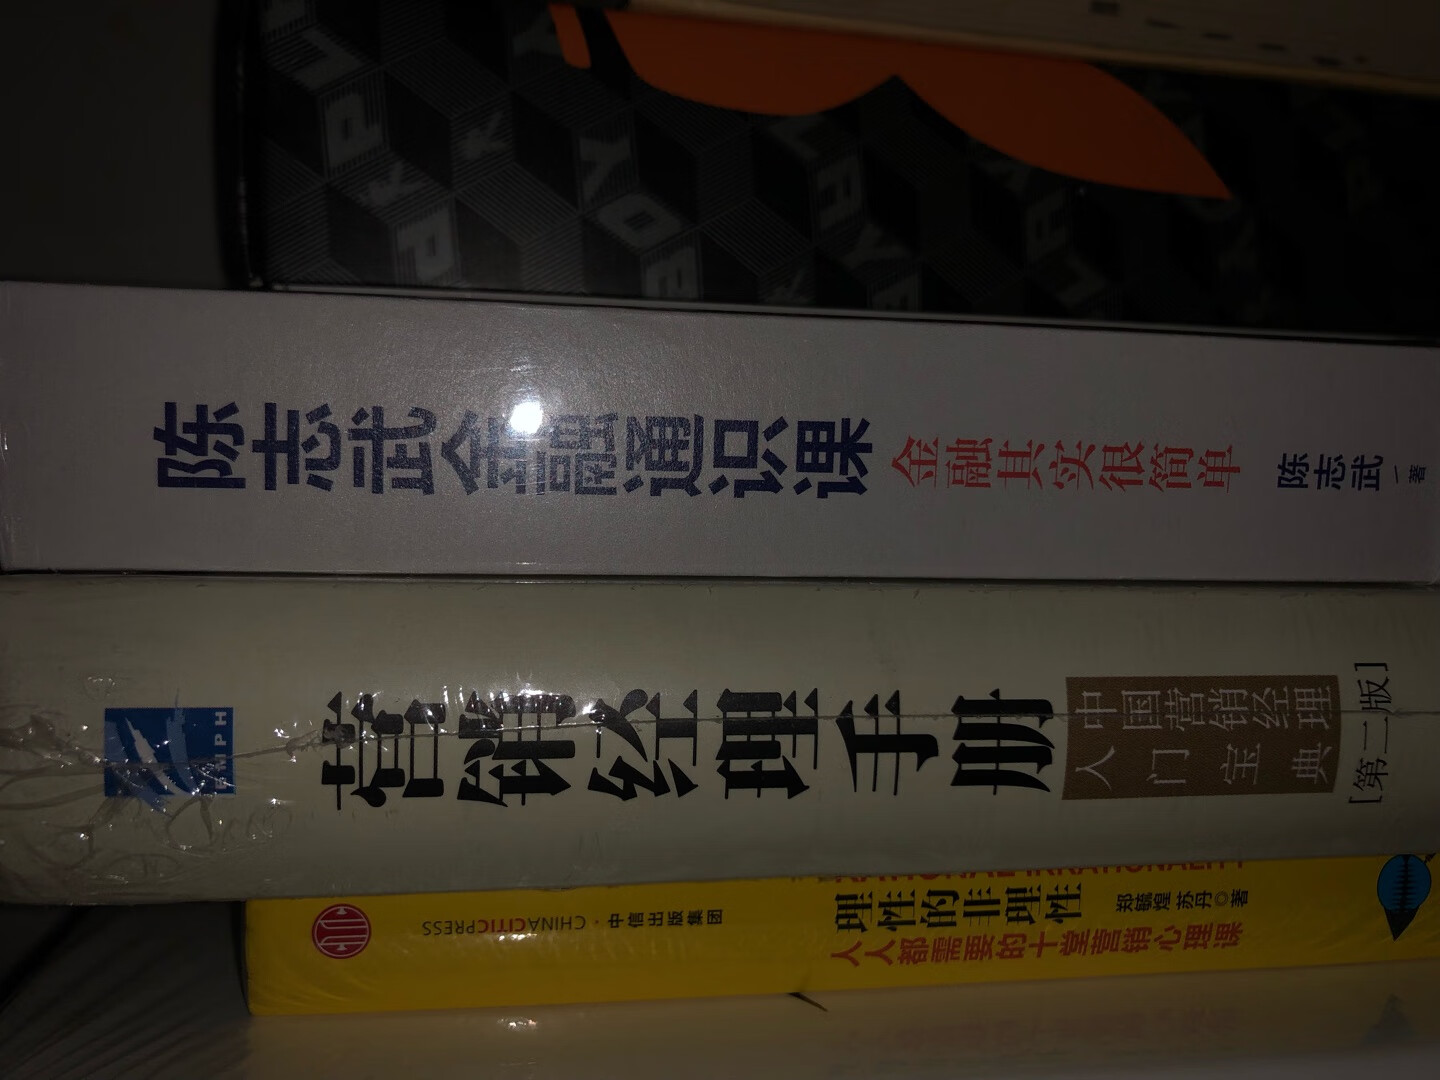 陈志武金融通识课 金融其实很简单 陈志武 一 著
营销经理手册
中国营销经理
人门宝典
[第二版]
理性的非理性 郑毓煌 苏丹◎著
人人都需要的十堂营销心理课
CHINACITICPRESS·中信出版集团